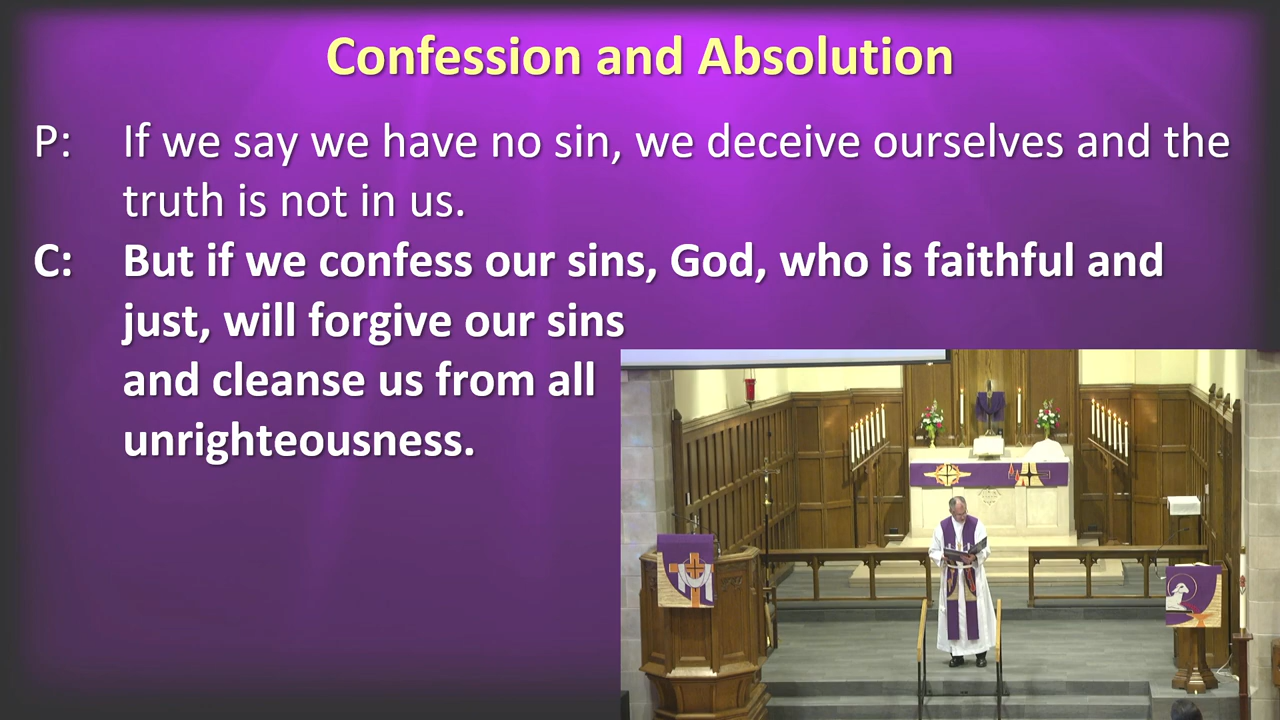 Confession and Absolution
P: If we say we have no sin, we deceive ourselves and the
truth is not in us.
C: But if we confess our sins, God, who is faithful and
just, will forgive our sins
and cleanse us from all
unrighteousness.